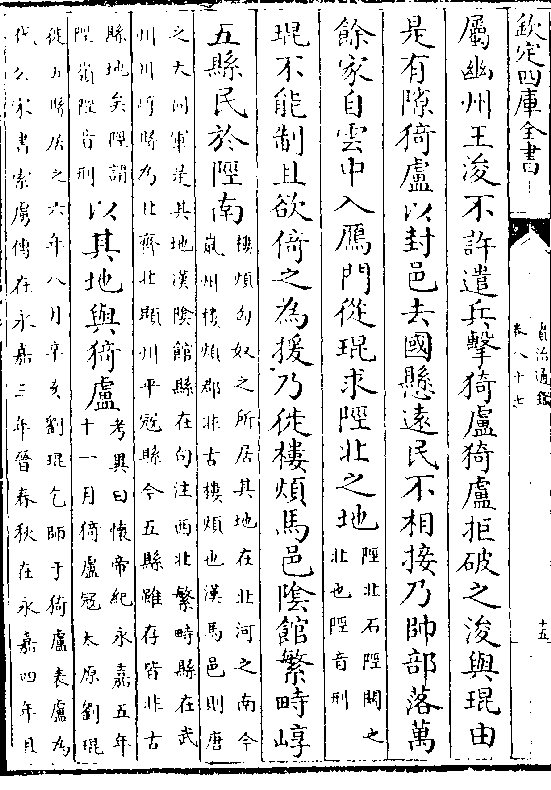 欽定四庫全書
資治通鑑
卷八十七
十五
屬幽州王浚不許遣兵擊猗盧猗盧拒破之浚與琨由
是有隙猗盧以封邑去國懸遠民不相接乃帥部落萬
餘家自雲中入鴈門從琨求陘北之地陘北石陘關之
北也陘音刑
琨不能制且欲倚之為援乃徙樓煩馬邑隂館繁畤崞
五縣民於陘南樓煩匈奴之所居其地在北河之南今
嵐州樓煩郡非古樓煩也漢馬邑則唐
之大同軍是其地漢隂館縣在句注西北繁畤縣在武
州川崞縣為北齊北顯州平冦縣今五縣雖存皆非古
縣地矣陘謂
陘嶺陘音刑
以其地與猗盧考異曰懷帝紀永嘉五年
十一月猗盧冦太原劉琨
徙五縣居之六年八月辛亥劉琨乞師于猗盧表盧為
代公宋書索虜傳在永嘉三年晉春秋在永嘉四年且